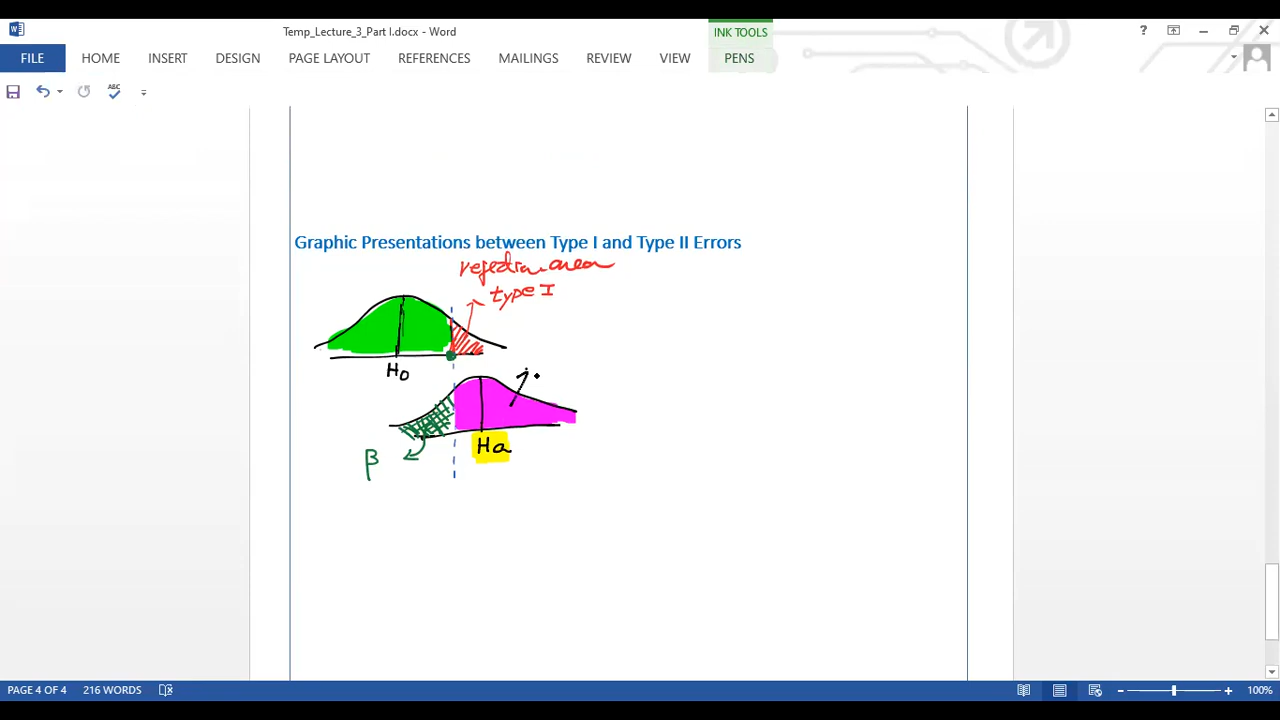 Temp_Lecture_3_Part I.docx - Word
INK TOOLS
?
FILE HOME INSERT DESIGN PAGE LAYOUT REFERENCES MAILINGS REVIEW VIEW PENS
ABC
Graphic Presentations between Type I and Type II Errors
rejection area
type I
H0
Ha
β
PAGE 4 OF 4 216 WORDS 100%